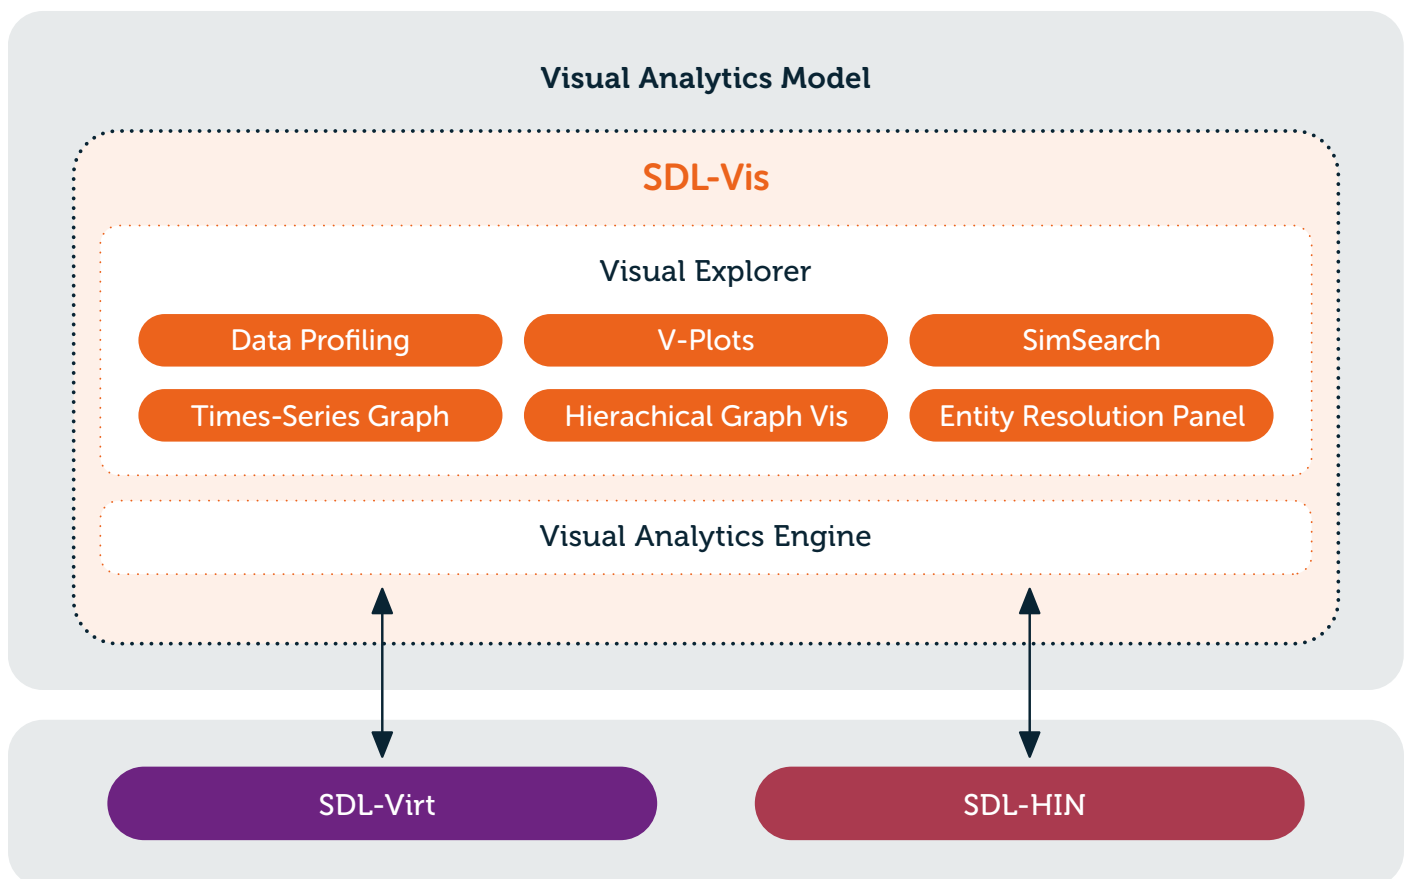 Visual Analytics Model
SDL-Vis
Visual Explorer
Data Profiling
V-Plots
SimSearch
Times-Series Graph
Hierachical Graph Vis
Entity Resolution Panel
Visual Analytics Engine
SDL-Virt
SDL-HIN